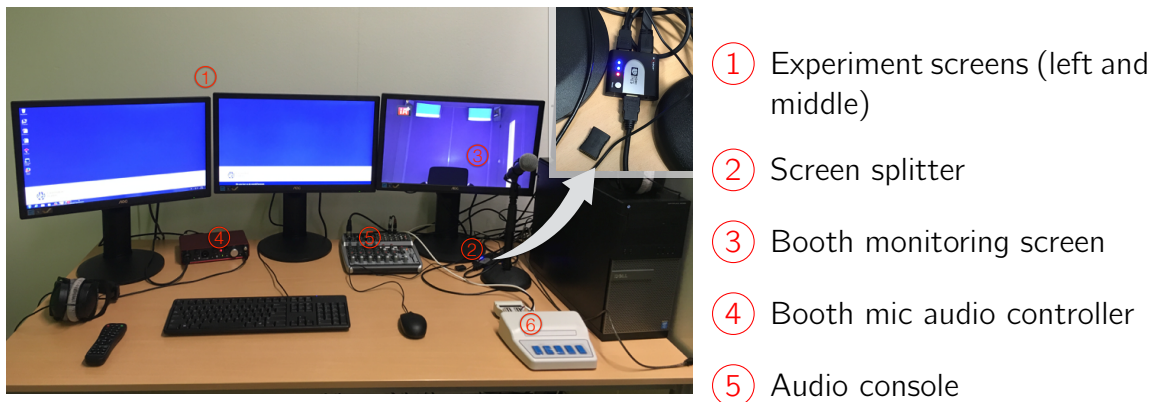 1
3
4
5
2
6
1 Experiment screens (left and
middle)
2 Screen splitter
3 Booth monitoring screen
4 Booth mic audio controller
5 Audio console